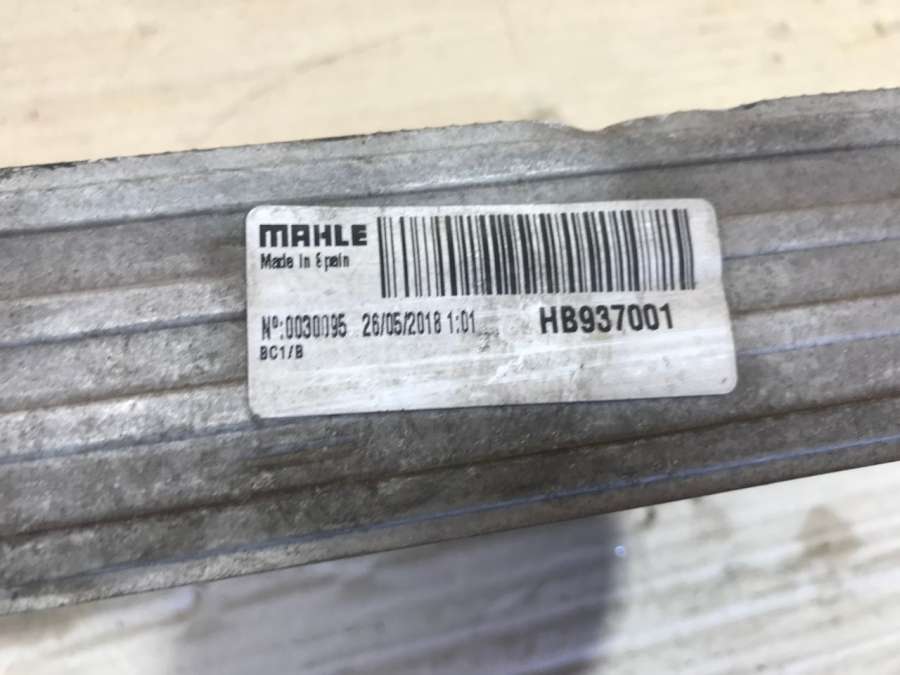 MAHLE
Made in Spain
Nº:0030095 26/05/2018 1:01 HB937001
BC1/B